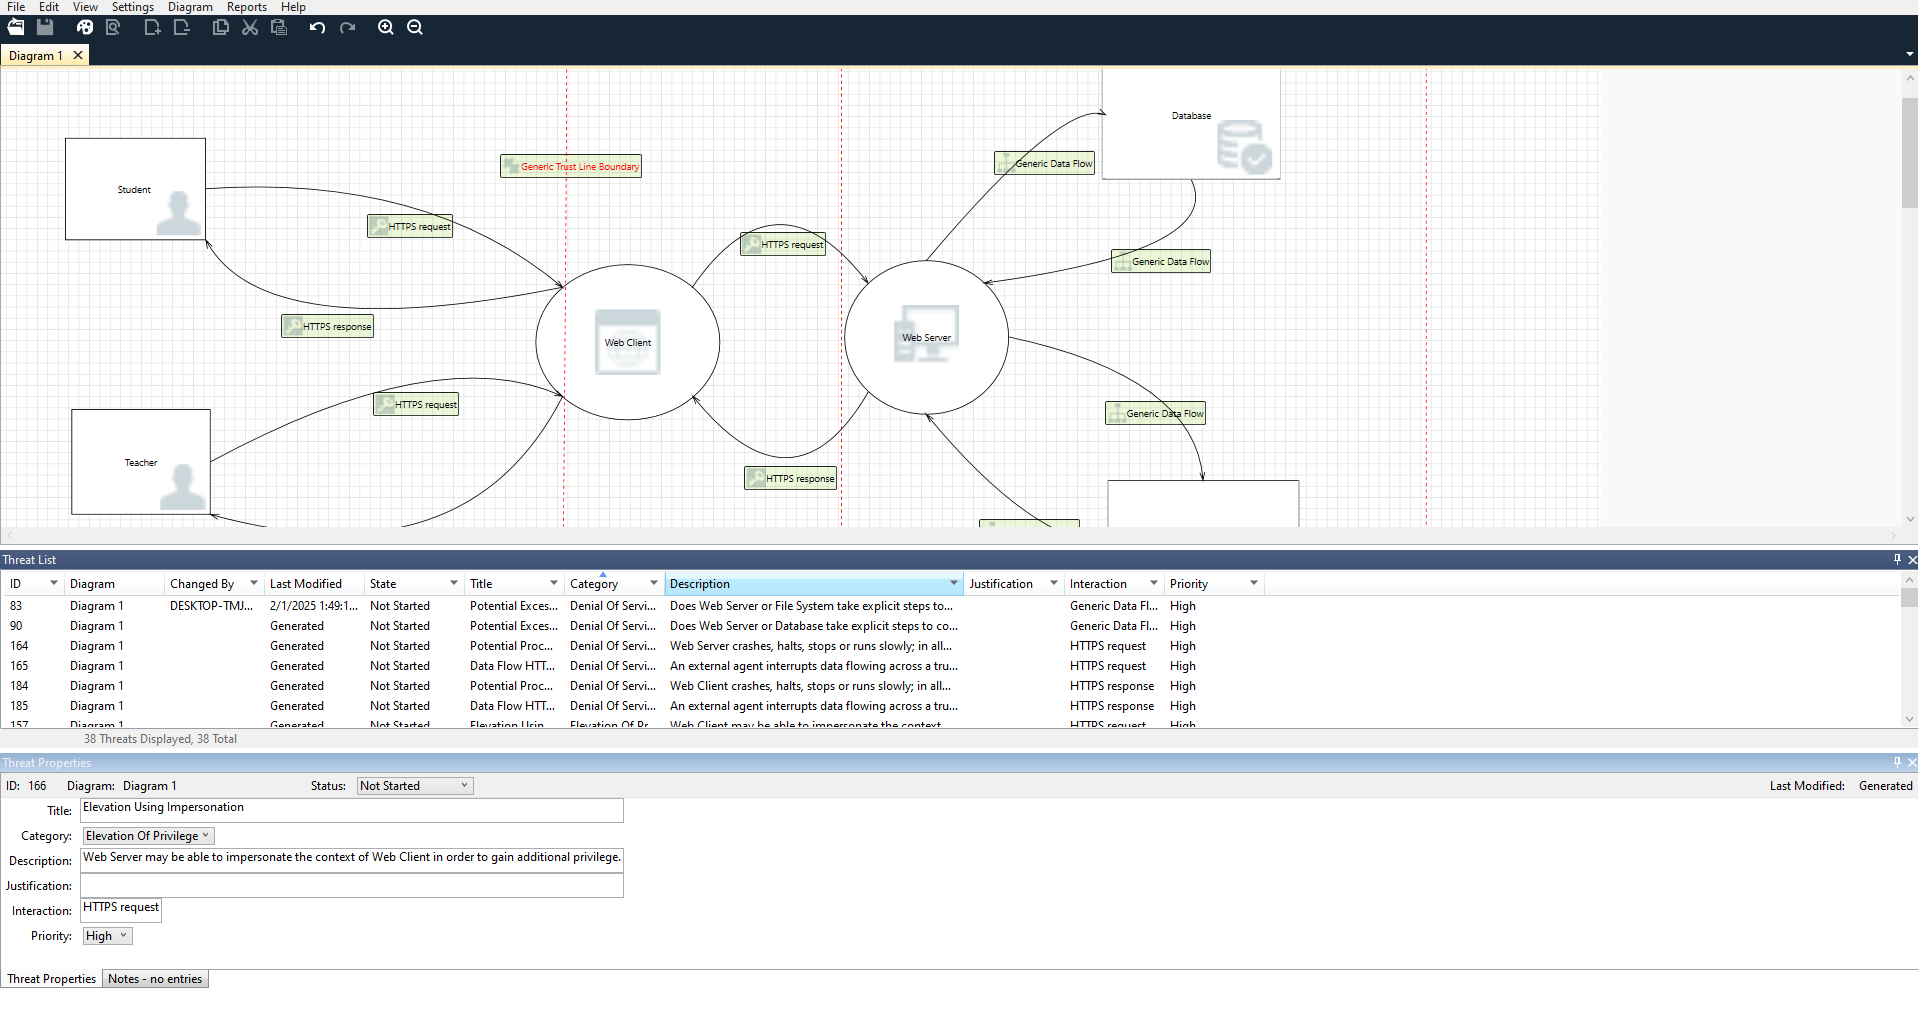 File Edit View Settings Diagram Reports Help
Diagram 1
Database
Generic Trust Line Boundary
Generic Data Flow
Student
HTTPS request
HTTPS request
Generic Data Flow
HTTPS response
Web Client
Web Server
HTTPS request
Generic Data Flow
Teacher
HTTPS response
Threat List
ID Diagram Changed By Last Modified State Title Category Description Justification Interaction Priority
83 Diagram 1 DESKTOP-TMJ... 2/1/2025 1:49:1... Not Started Potential Exces... Denial Of Servi... Does Web Server or File System take explicit steps to... Generic Data Fl... High
90 Diagram 1 Generated Not Started Potential Exces... Denial Of Servi... Does Web Server or Database take explicit steps to co... Generic Data Fl... High
164 Diagram 1 Generated Not Started Potential Proc... Denial Of Servi... Web Server crashes, halts, stops or runs slowly; in all... HTTPS request High
165 Diagram 1 Generated Not Started Data Flow HTT... Denial Of Servi... An external agent interrupts data flowing across a tru... HTTPS request High
184 Diagram 1 Generated Not Started Potential Proc... Denial Of Servi... Web Client crashes, halts, stops or runs slowly; in all... HTTPS response High
185 Diagram 1 Generated Not Started Data Flow HTT... Denial Of Servi... An external agent interrupts data flowing across a tru... HTTPS response High
157 Diagram 1 Generated Not Started Elevation Usin... Elevation Of Pr... Web Client may be able to impersonate the context HTTPS request High
38 Threats Displayed, 38 Total
Threat Properties
ID: 166 Diagram: Diagram 1 Status: Not Started Last Modified: Generated
Title: Elevation Using Impersonation
Category: Elevation Of Privilege
Description: Web Server may be able to impersonate the context of Web Client in order to gain additional privilege.
Justification:
Interaction: HTTPS request
Priority: High
Threat Properties Notes - no entries